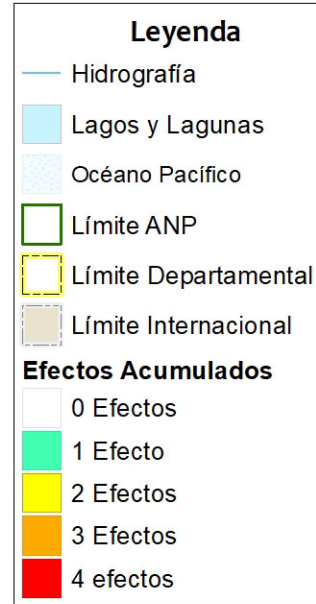 Leyenda
Hidrografía
Lagos y Lagunas
Océano Pacífico
Límite ANP
Límite Departamental
Límite Internacional
Efectos Acumulados
0 Efectos
1 Efecto
2 Efectos
3 Efectos
4 efectos